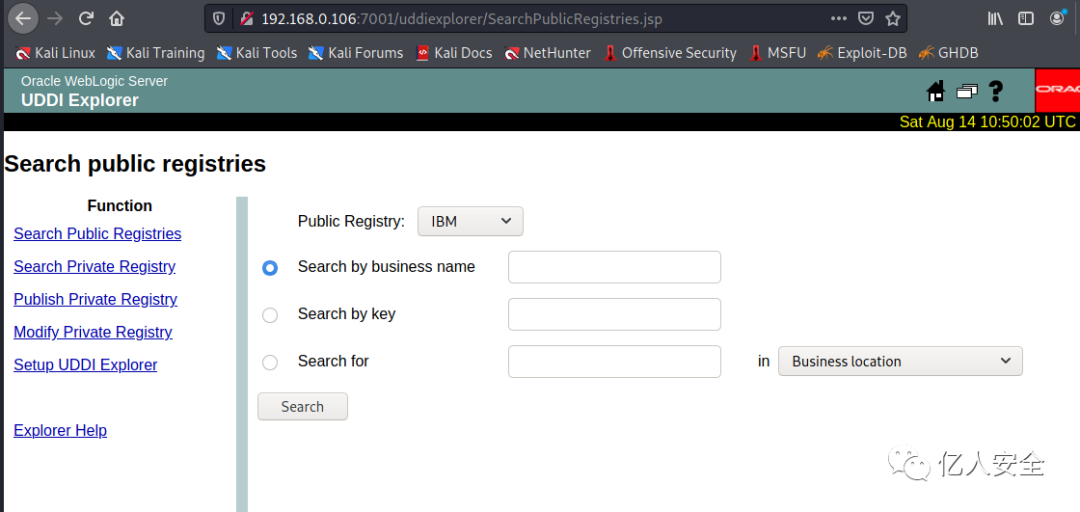 192.168.0.106:7001/uddiexplorer/SearchPublicRegistries.jsp
Kali Linux Kali Training Kali Tools Kali Forums Kali Docs NetHunter Offensive Security MSFU Exploit-DB GHDB
Oracle WebLogic Server
UDDI Explorer
ORAC
Sat Aug 14 10:50:02 UTC
Search public registries
Function
Search Public Registries
Search Private Registry
Publish Private Registry
Modify Private Registry
Setup UDDI Explorer
Explorer Help
Public Registry: IBM
Search by business name
Search by key
Search for in Business location
Search
亿人安全